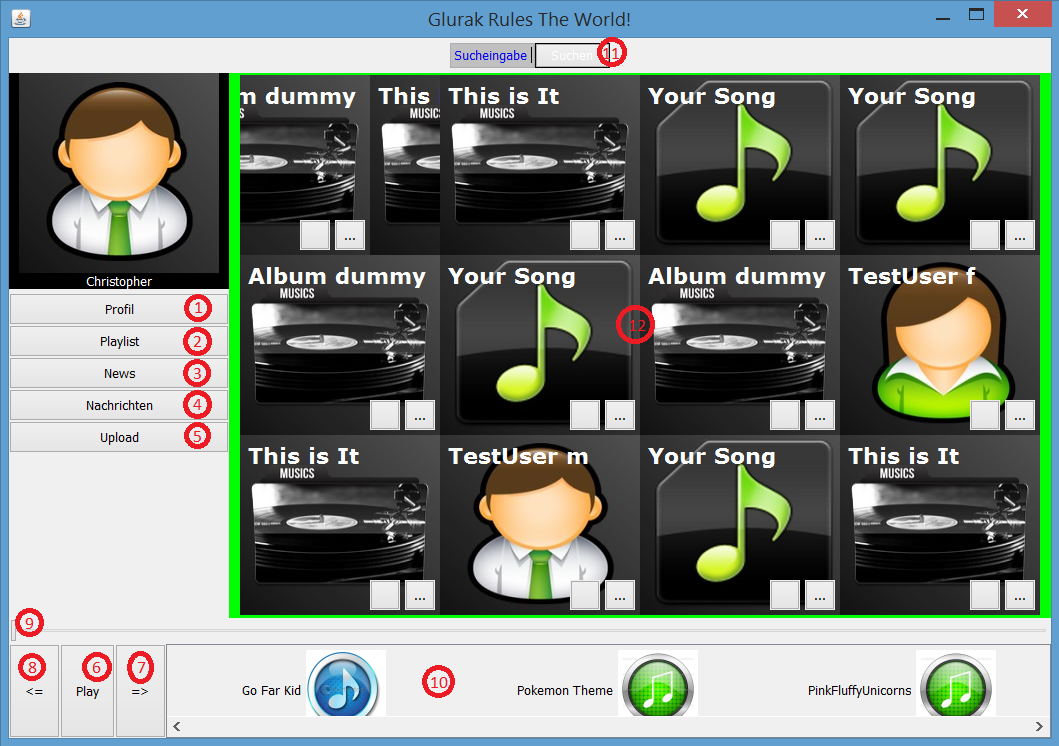 Glurak Rules The World!
Sucheingabe Suchen 11
m dummy This This is It Your Song Your Song
S MUSIC MUSICS
... ... ... ...
Christopher
Album dummy Your Song Album dummy TestUser f
MUSICS MUSICS
12
... ... ... ...
Profil 1
Playlist 2
News 3
Nachrichten 4
Upload 5
This is It TestUser m Your Song This is It
MUSICS MUSICS
... ... ... ...
9
8 6 7 10
<= Play => Go Far Kid Pokemon Theme PinkFluffyUnicorns